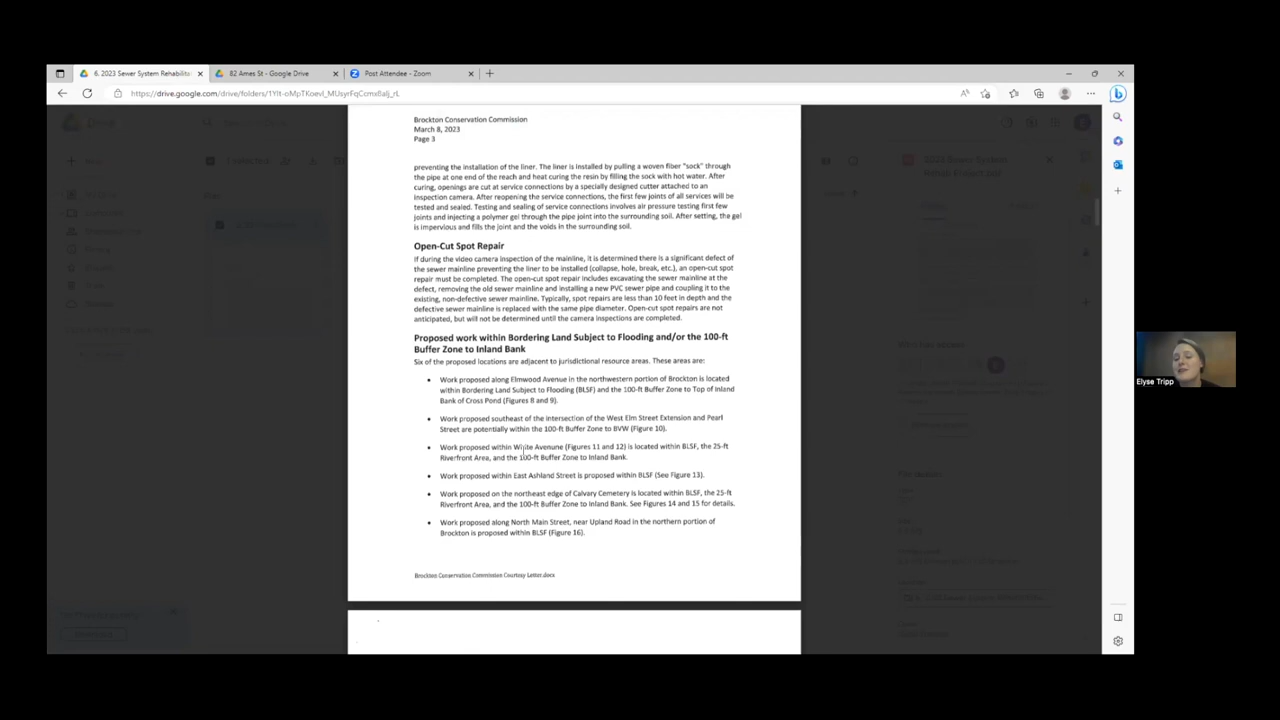 6. 2023 Sewer System Rehabilita
82 Ames St - Google Drive
Post Attendee - Zoom
Brockton Conservation Commission
March 8, 2023
Page 3
preventing the installation of the liner. The liner is installed by pulling a woven fiber "sock" through
the pipe at one end of the reach and heat curing the resin by filling the sock with hot water. After
curing, openings are cut at service connections by a specially designed cutter attached to an
inspection camera. After reopening the service connections, the first few joints of all services will be
tested and sealed. Testing and sealing of service connections involves air pressure testing first few
joints and injecting a polymer gel through the pipe joint into the surrounding soil. After setting, the gel
is impervious and fills the joint and the voids in the surrounding soil.
Open-Cut Spot Repair
If during the video camera inspection of the mainline, it is determined there is a significant defect of
the sewer mainline preventing the liner to be installed (collapse, hole, break, etc.), an open-cut spot
repair must be completed. The open-cut spot repair includes excavating the sewer mainline at the
defect, removing the old sewer mainline and installing a new PVC sewer pipe and coupling it to the
existing, non-defective sewer mainline. Typically, spot repairs are less than 10 feet in depth and the
defective sewer mainline is replaced with the same pipe diameter. Open-cut spot repairs are not
anticipated, but will not be determined until the camera inspections are completed.
Proposed work within Bordering Land Subject to Flooding and/or the 100-ft
Buffer Zone to Inland Bank
Six of the proposed locations are adjacent to jurisdictional resource areas. These areas are:
• Work proposed along Elmwood Avenue in the northwestern portion of Brockton is located
within Bordering Land Subject to Flooding (BLSF) and the 100-ft Buffer Zone to Top of Inland
Bank of Cross Pond (Figures 8 and 9).
• Work proposed southeast of the intersection of the West Elm Street Extension and Pearl
Street are potentially within the 100-ft Buffer Zone to BVW (Figure 10).
• Work proposed within Avenune (Figures 11 and 12) is located within BLSF, the 25-ft
Riverfront Area, and the 100-ft Buffer Zone to Inland Bank.
• Work proposed within East Ashland Street is proposed within BLSF (See Figure 13).
• Work proposed on the northeast edge of Calvary Cemetery is located within BLSF, the 25-ft
Riverfront Area, and the 100-ft Buffer Zone to Inland Bank. See Figures 14 and 15 for details.
• Work proposed along North Main Street, near Upland Road in the northern portion of
Brockton is proposed within BLSF (Figure 16).
Brockton Conservation Commission Courtesy Letter.docx
Elyse Tripp